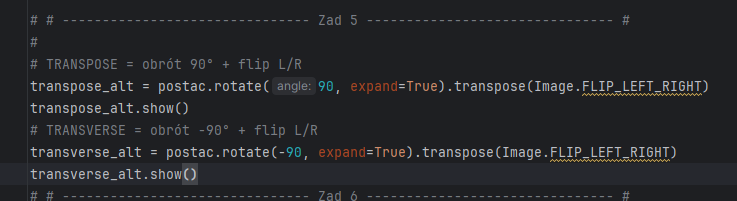 # # ------------------------------- Zad 5 ------------------------------- #
#
# TRANSPOSE = obrót 90° + flip L/R
transpose_alt = postac.rotate( angle: 90, expand=True).transpose(Image.FLIP_LEFT_RIGHT)
transpose_alt.show()
# TRANSVERSE = obrót -90° + flip L/R
transverse_alt = postac.rotate(-90, expand=True).transpose(Image.FLIP_LEFT_RIGHT)
transverse_alt.show()
# # ------------------------------- Zad 6 ------------------------------- #